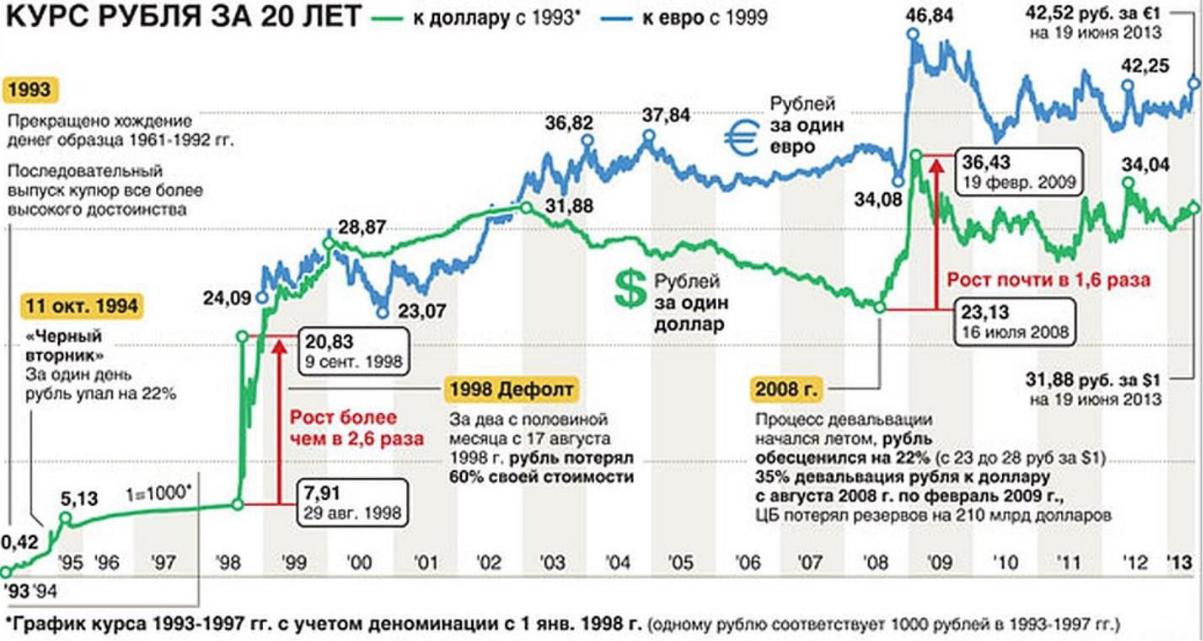 КУРС РУБЛЯ ЗА 20 ЛЕТ
к доллару с 1993*
к евро с 1999
46,84
42,52 руб. за €1
на 19 июня 2013
1993
Прекращено хождение
денег образца 1961-1992 гг.
Последовательный
выпуск купюр все более
высокого достоинства
36,82
37,84
€
Рублей
за один
евро
42,25
36,43
19 февр. 2009
34,04
34,08
31,88
28,87
24,09
23,07
$
Рублей
за один
доллар
Рост почти в 1,6 раза
23,13
16 июля 2008
11 окт. 1994
«Черный
вторник»
За один день
рубль упал на 22%
20,83
9 сент. 1998
Рост более
чем в 2,6 раза
1998 Дефолт
За два с половиной
месяца с 17 августа
1998 г. рубль потерял
60% своей стоимости
2008 г.
Процесс девальвации
начался летом, рубль
обесценился на 22% (с 23 до 28 руб за $1)
35% девальвация рубля к доллару
с августа 2008 г. по февраль 2009 г.,
ЦБ потерял резервов на 210 млрд долларов
31,88 руб. за $1
на 19 июня 2013
5,13
1=1000*
7,91
29 авг. 1998
0,42
'93 '94 '95 '96 '97 '98 '99 '00 '01 '02 '03 '04 '05 '06 '07 '08 '09 '10 '11 '12 '13
*График курса 1993-1997 гг. с учетом деноминации с 1 янв. 1998 г. (одному рублю соответствует 1000 рублей в 1993-1997 гг.)